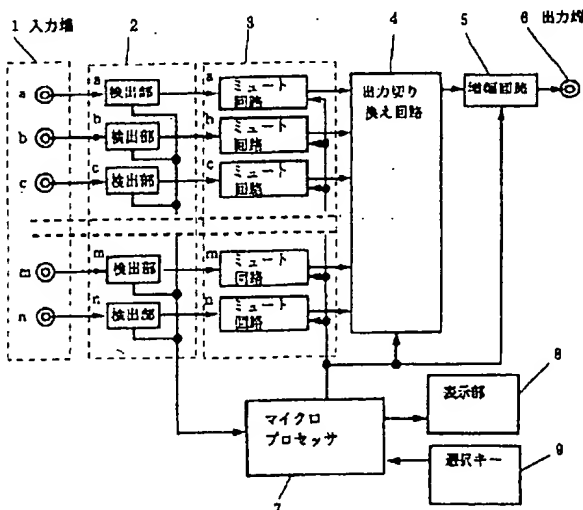 1 入力端
2
3
4
5
6 出力端
a
b
c
m
n
a
検出部
b
検出部
c
検出部
m
検出部
n
検出部
a
ミュート
回路
b
ミュート
回路
c
ミュート
回路
m
ミュート
回路
n
ミュート
回路
出力切り
換え回路
増幅回路
マイクロ
プロセッサ
7
表示部
8
選択キー
9